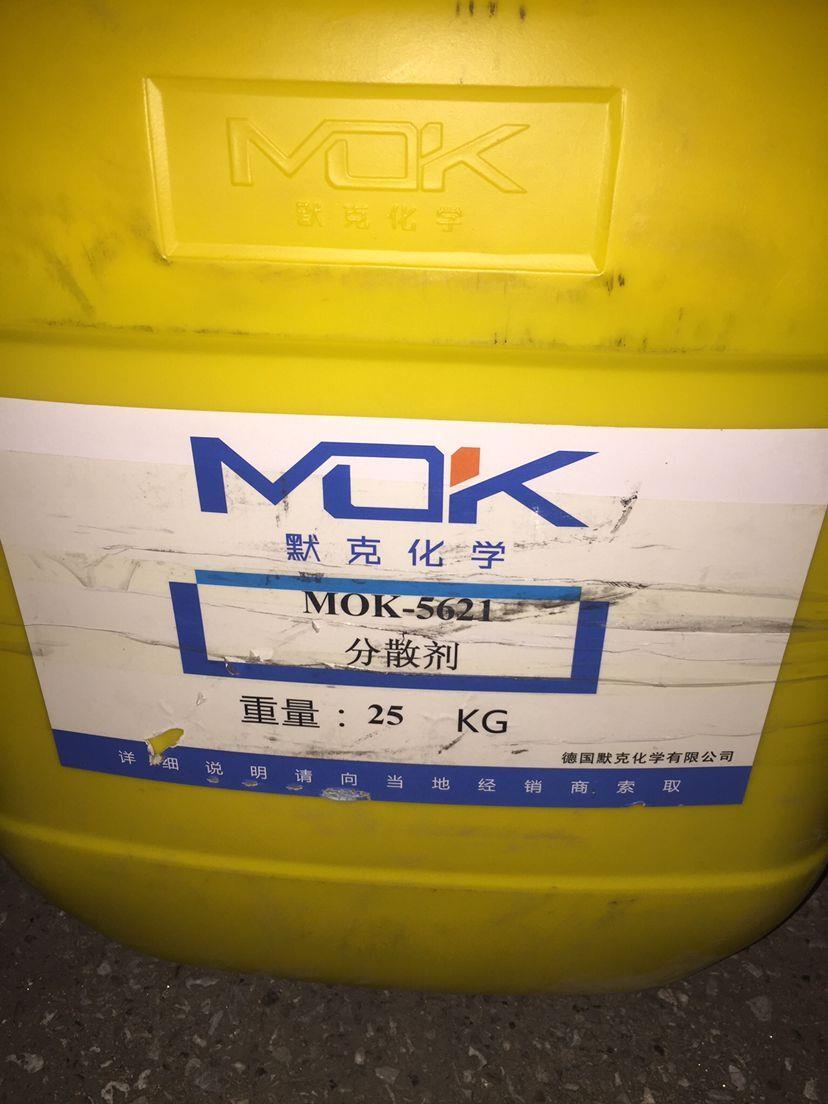 MOK
默克化学
MOK
默克化学
MOK-5621
分散剂
重量：25 KG
德国默克化学有限公司
详细说明请向当地经销商索取